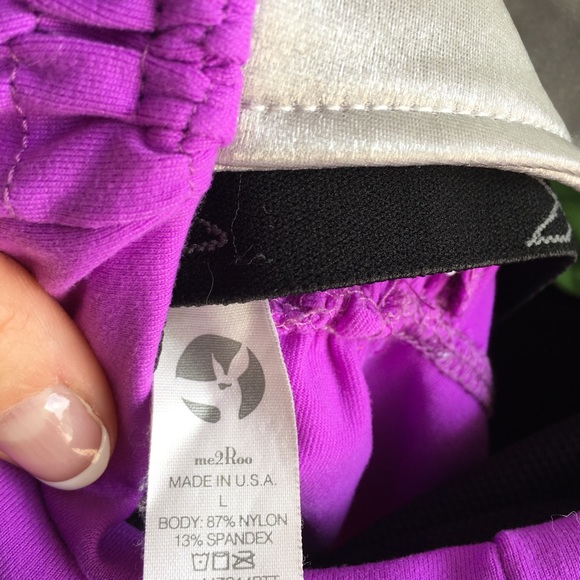 me2Roo
MADE IN U.S.A.
L
BODY: 87% NYLON
13% SPANDEX